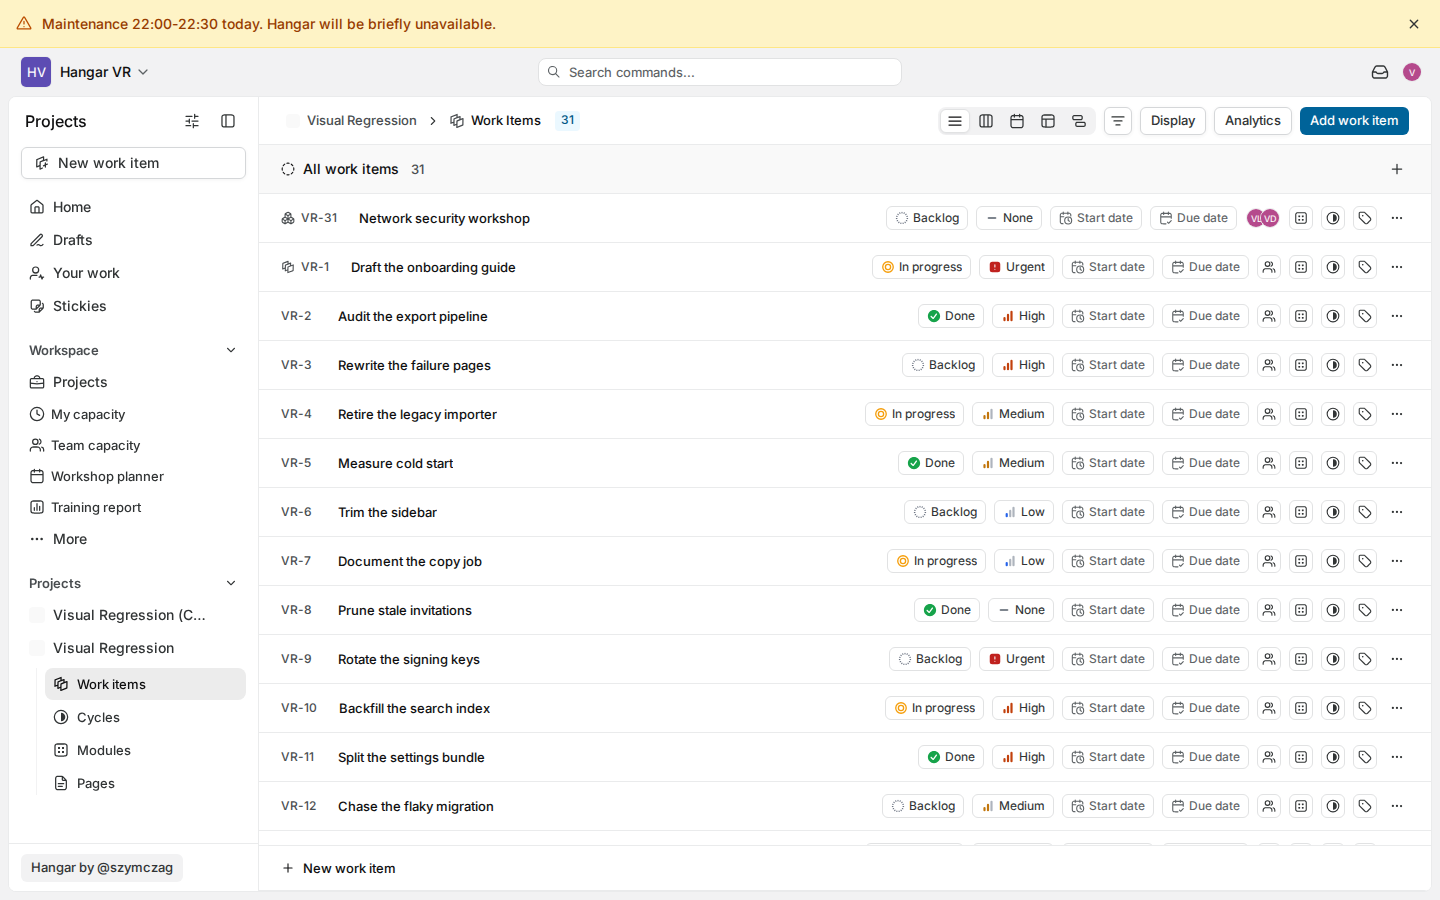 Maintenance 22:00-22:30 today. Hangar will be briefly unavailable.
HV Hangar VR
Search commands...
V
Projects
New work item
Home
Drafts
Your work
Stickies
Workspace
Projects
My capacity
Team capacity
Workshop planner
Training report
More
Projects
Visual Regression (C...
Visual Regression
Work items
Cycles
Modules
Pages
Hangar by @szymczag
Visual Regression Work Items 31
Display Analytics Add work item
All work items 31
VR-31 Network security workshop Backlog None Start date Due date VL VD
VR-1 Draft the onboarding guide In progress Urgent Start date Due date
VR-2 Audit the export pipeline Done High Start date Due date
VR-3 Rewrite the failure pages Backlog High Start date Due date
VR-4 Retire the legacy importer In progress Medium Start date Due date
VR-5 Measure cold start Done Medium Start date Due date
VR-6 Trim the sidebar Backlog Low Start date Due date
VR-7 Document the copy job In progress Low Start date Due date
VR-8 Prune stale invitations Done None Start date Due date
VR-9 Rotate the signing keys Backlog Urgent Start date Due date
VR-10 Backfill the search index In progress High Start date Due date
VR-11 Split the settings bundle Done High Start date Due date
VR-12 Chase the flaky migration Backlog Medium Start date Due date
New work item